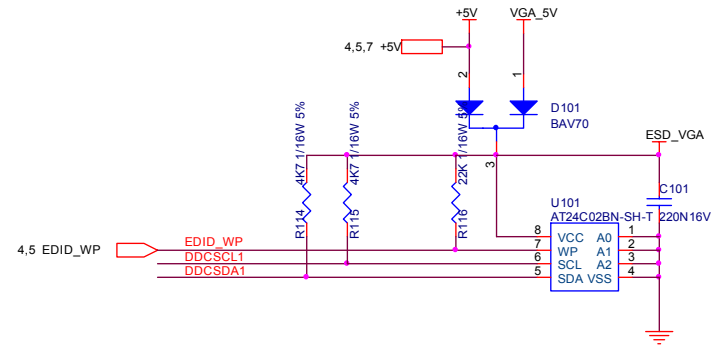 +5V
VGA_5V
4,5,7 +5V
2
1
D101
BAV70
3
R114 4K7 1/16W 5%
R115 4K7 1/16W 5%
R116 22K 1/16W 5%
ESD_VGA
C101
220N16V
U101
AT24C02BN-SH-T
8 VCC A0 1
7 WP A1 2
6 SCL A2 3
5 SDA VSS 4
4,5 EDID_WP
EDID_WP
DDCSCL1
DDCSDA1